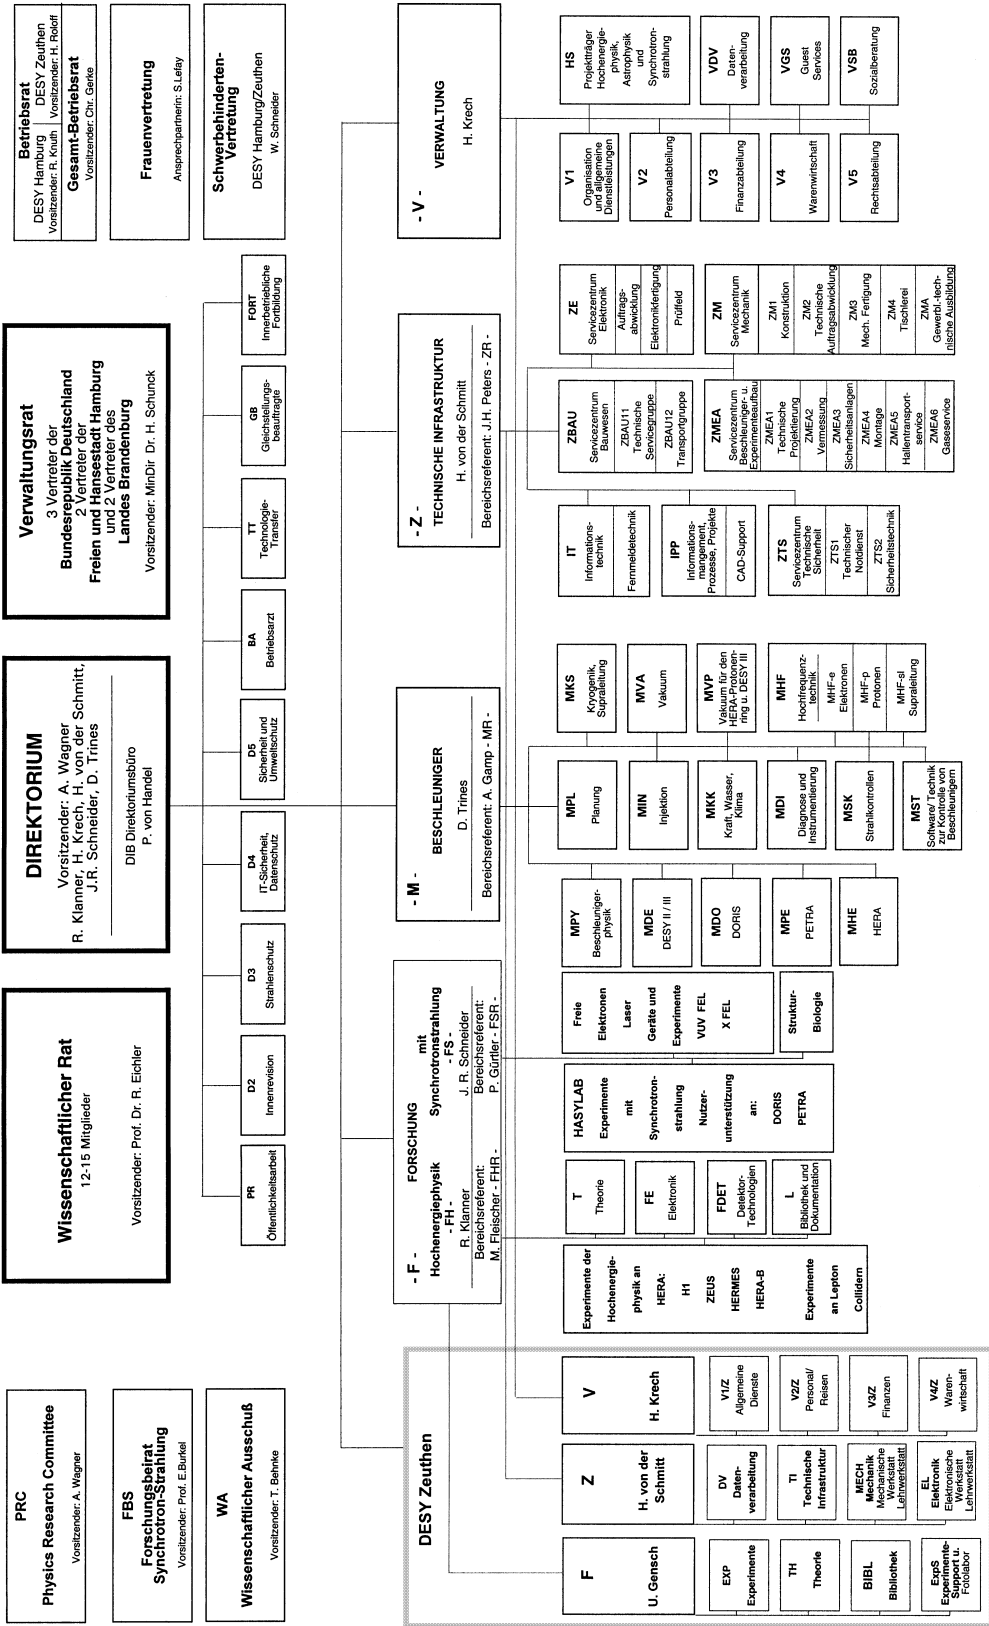 PRC
Physics Research Committee
Vorsitzender: A. Wagner
FBS
Forschungsbeirat
Synchrotron-Strahlung
Vorsitzender: Prof. E.Burkel
WA
Wissenschaftlicher Ausschuß
Vorsitzender: T. Behnke
Wissenschaftlicher Rat
12-15 Mitglieder
Vorsitzender: Prof. Dr. R. Eichler
DIREKTORIUM
Vorsitzender: A. Wagner
R. Klanner, H. Krech, H. von der Schmitt,
J.R. Schneider, D. Trines
DIB Direktoriumsbüro
P. von Handel
Verwaltungsrat
3 Vertreter der
Bundesrepublik Deutschland
2 Vertreter der
Freien und Hansestadt Hamburg
und 2 Vertreter des
Landes Brandenburg
Vorsitzender: MinDir Dr. H. Schunck
Betriebsrat
DESY Hamburg
Vorsitzender: R. Knuth
DESY Zeuthen
Vorsitzender: H. Roloff
Gesamt-Betriebsrat
Vorsitzender: Chr. Gerke
Frauenvertretung
Ansprechpartnerin: S.Lefay
Schwerbehinderten-
Vertretung
DESY Hamburg/Zeuthen
W. Schneider
PR
Öffentlichkeitsarbeit
D2
Innenrevision
D3
Strahlenschutz
D4
IT-Sicherheit,
Datenschutz
D5
Sicherheit und
Umweltschutz
BA
Betriebsarzt
TT
Technologie-
Transfer
GB
Gleichstellungs-
beauftragte
FORT
Innerbetriebliche
Fortbildung
- F -
FORSCHUNG
Hochenergiephysik
- FH -
R. Klanner
Bereichsreferent:
M. Fleischer - FHR -
mit
Synchrotronstrahlung
- FS -
J. R. Schneider
Bereichsreferent:
P. Gürtler - FSR -
- M -
BESCHLEUNIGER
D. Trines
Bereichsreferent: A. Gamp - MR -
- Z -
TECHNISCHE INFRASTRUKTUR
H. von der Schmitt
Bereichsreferent: J.H. Peters - ZR -
- V -
VERWALTUNG
H. Krech
DESY Zeuthen
F
U. Gensch
Z
H. von der
Schmitt
V
H. Krech
EXP
Experimente
TH
Theorie
BIBL
Bibliothek
ExpS
Experimente-
Support u.
Fotolabor
DV
Daten-
verarbeitung
TI
Technische
Infrastruktur
MECH
Mechanik
Mechanische
Werkstatt
Lehrwerkstatt
EL
Elektronik
Elektronische
Werkstatt
Lehrwerkstatt
V1/Z
Allgemeine
Dienste
V2/Z
Personal/
Reisen
V3/Z
Finanzen
V4/Z
Waren-
wirtschaft
Experimente der
Hochenergie-
physik an
HERA:
H1
ZEUS
HERMES
HERA-B
Experimente
an Lepton
Collidern
T
Theorie
FE
Elektronik
FDET
Detektor-
Technologien
L
Bibliothek und
Dokumentation
HASYLAB
Experimente
mit
Synchrotron-
strahlung
Nutzer-
unterstützung
an:
DORIS
PETRA
Freie
Elektronen
Laser
Geräte und
Experimente
VUV FEL
X FEL
Struktur-
Biologie
MPY
Beschleuniger-
physik
MDE
DESY II / III
MDO
DORIS
MPE
PETRA
MHE
HERA
MPL
Planung
MIN
Injektion
MKK
Kraft, Wasser,
Klima
MDI
Diagnose und
Instrumentierung
MSK
Strahlkontrollen
MST
Software/ Technik
zur Kontrolle von
Beschleunigern
MKS
Kryogenik,
Supraleitung
MVA
Vakuum
MVP
Vakuum für den
HERA-Protonen-
ring u. DESY III
MHF
Hochfrequenz-
technik
MHF-e
Elektronen
MHF-p
Protonen
MHF-sl
Supraleitung
IT
Informations-
technik
Fernmeldetechnik
IPP
Informations-
mangement,
Prozesse, Projekte
CAD-Support
ZTS
Servicezentrum
Technische
Sicherheit
ZTS1
Technischer
Notdienst
ZTS2
Sicherheitstechnik
ZBAU
Servicezentrum
Bauwesen
ZBAU11
Technische
Servicegruppe
ZBAU12
Transportgruppe
ZMEA
Servicezentrum
Beschleuniger- u.
Experimenteaufbau
ZMEA1
Technische
Projektierung
ZMEA2
Vermessung
ZMEA3
Sicherheitsanlagen
ZMEA4
Montage
ZMEA5
Hallentransport-
service
ZMEA6
Gaseservice
ZE
Servicezentrum
Elektronik
Auftrags-
abwicklung
Elektronikfertigung
Prüffeld
ZM
Servicezentrum
Mechanik
ZM1
Konstruktion
ZM2
Technische
Auftragsabwicklung
ZM3
Mech. Fertigung
ZM4
Tischlerei
ZMA
Gewerbl.-tech-
nische Ausbildung
V1
Organisation
und allgemeine
Dienstleistungen
V2
Personalabteilung
V3
Finanzabteilung
V4
Warenwirtschaft
V5
Rechtsabteilung
HS
Projektträger
Hochenergie-
physik,
Astrophysik
und
Synchrotron-
strahlung
VDV
Daten-
verarbeitung
VGS
Guest
Services
VSB
Sozialberatung